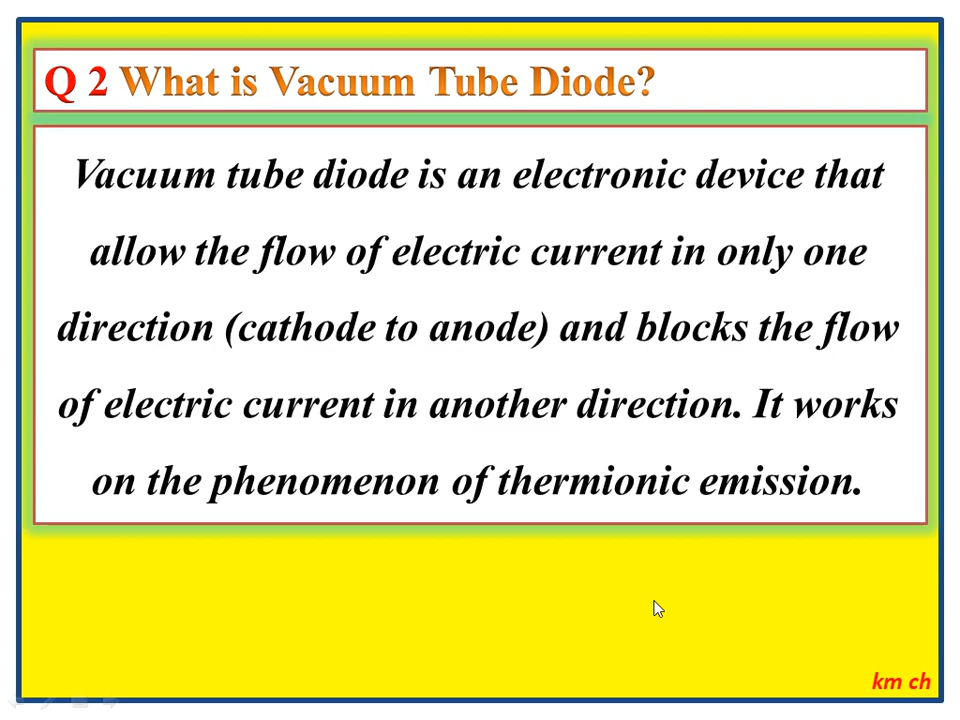 Q 2 What is Vacuum Tube Diode?
Vacuum tube diode is an electronic device that
allow the flow of electric current in only one
direction (cathode to anode) and blocks the flow
of electric current in another direction. It works
on the phenomenon of thermionic emission.
km ch